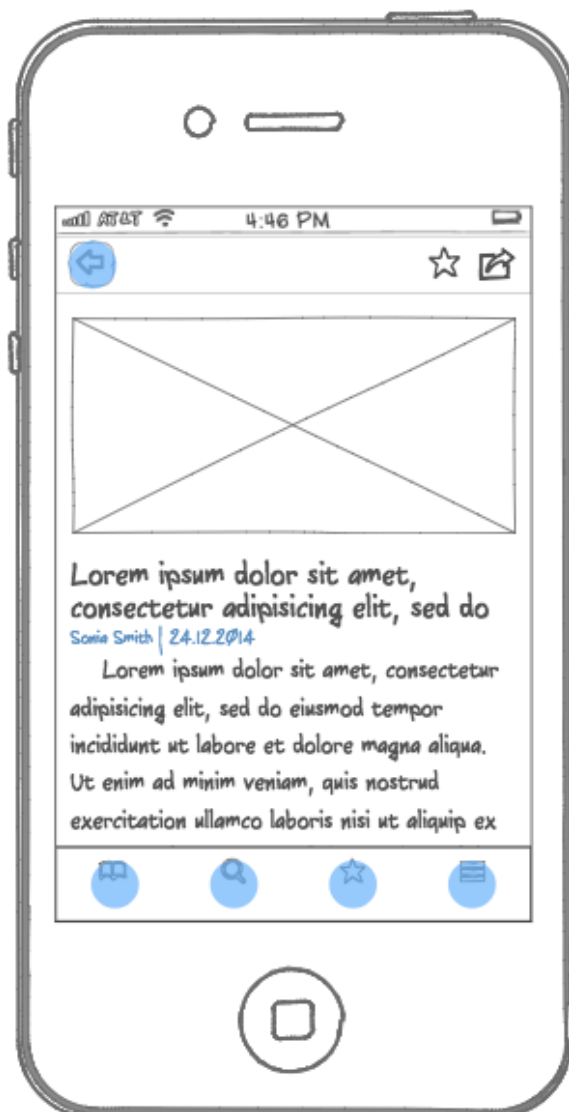 AT&T 4:46 PM
Lorem ipsum dolor sit amet,
consectetur adipisicing elit, sed do
Sonia Smith | 24.12.2014
Lorem ipsum dolor sit amet, consectetur
adipisicing elit, sed do eiusmod tempor
incididunt ut labore et dolore magna aliqua.
Ut enim ad minim veniam, quis nostrud
exercitation ullamco laboris nisi ut aliquip ex